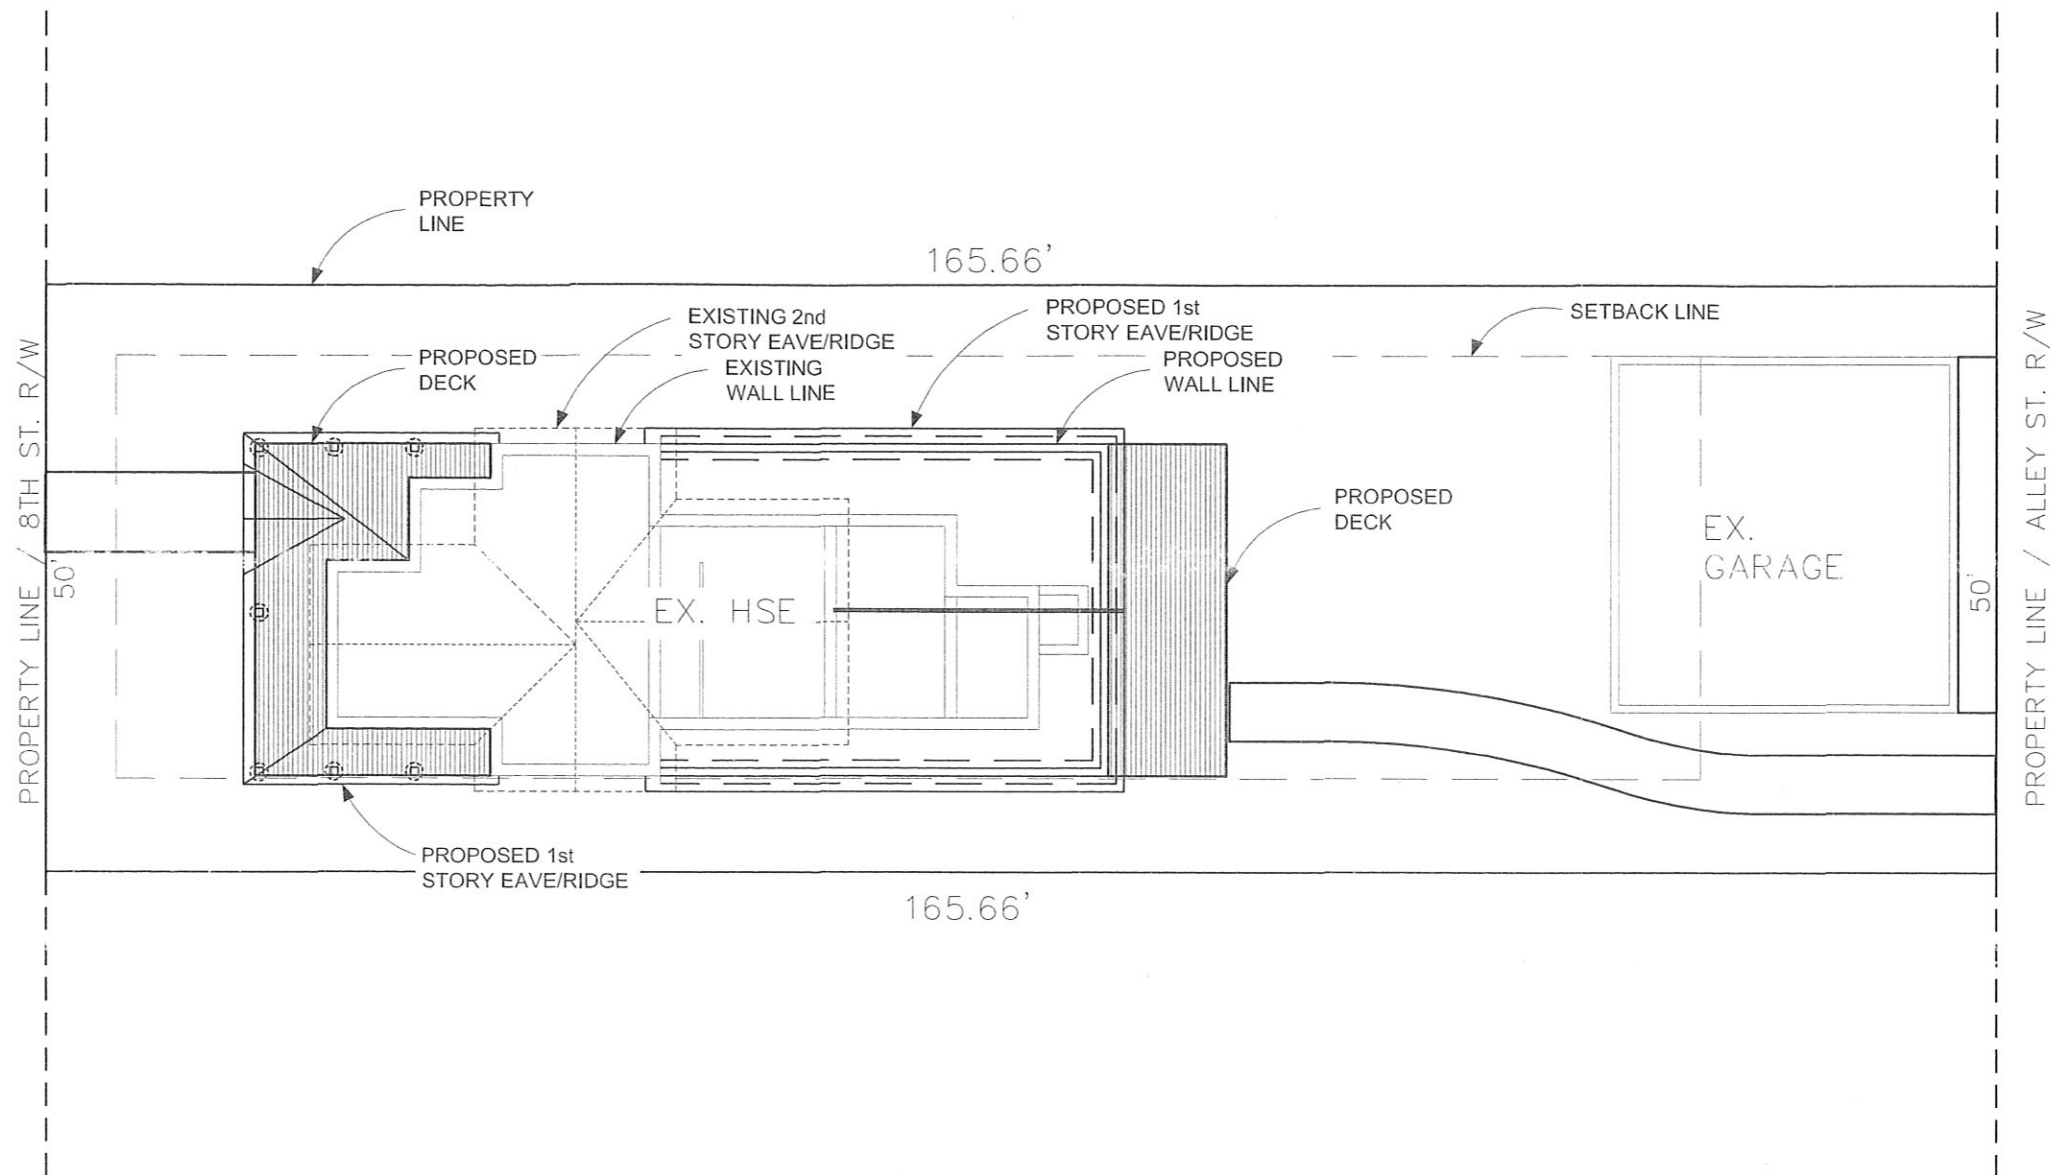 PROPERTY
LINE
165.66'
EXISTING 2nd
STORY EAVE/RIDGE
PROPOSED 1st
STORY EAVE/RIDGE
SETBACK LINE
PROPOSED
DECK
EXISTING
WALL LINE
PROPOSED
WALL LINE
PROPERTY LINE / 8TH ST. R/W
50'
EX. HSE
PROPOSED
DECK
EX.
GARAGE
50'
PROPERTY LINE / ALLEY ST. R/W
PROPOSED 1st
STORY EAVE/RIDGE
165.66'